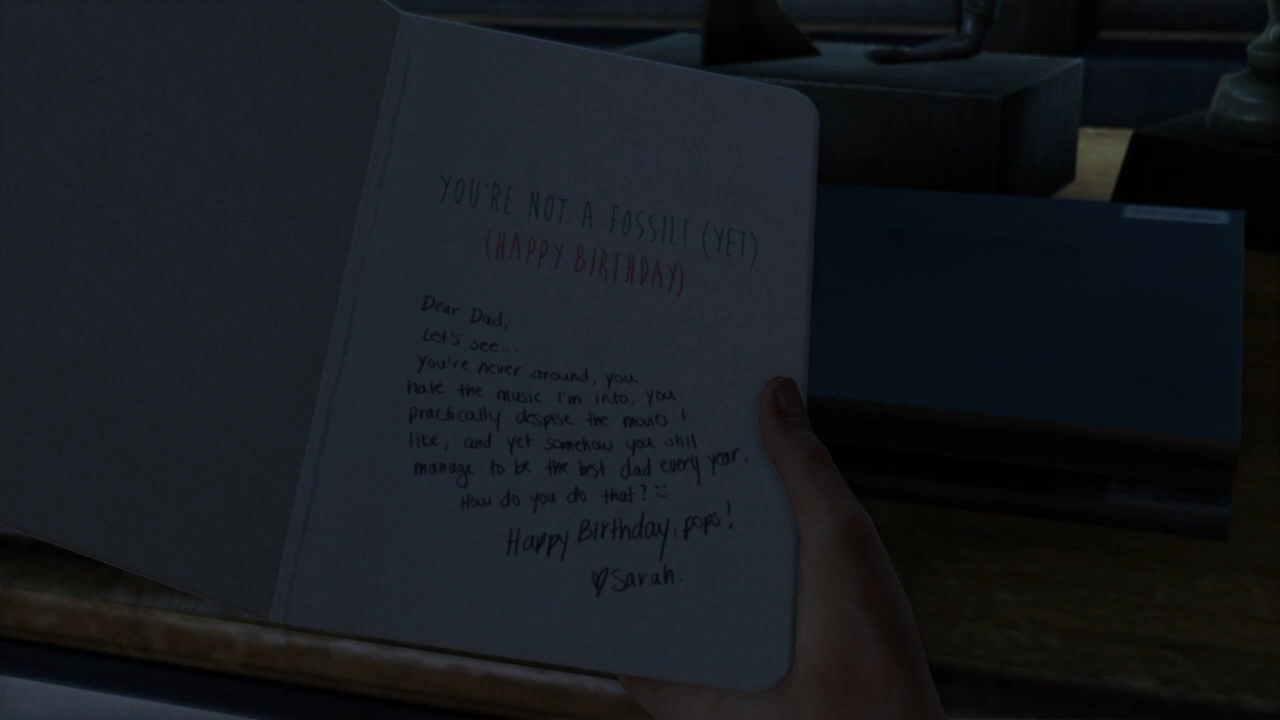 YOU'RE NOT A FOSSIL! (YET)
(HAPPY BIRTHDAY)
Dear Dad,
Let's see...
You're never around, you
hate the music I'm into, you
practically despise the movies I
like, and yet somehow you still
manage to be the best dad every year.
How do you do that? :)
Happy Birthday, pops!
♡ Sarah.